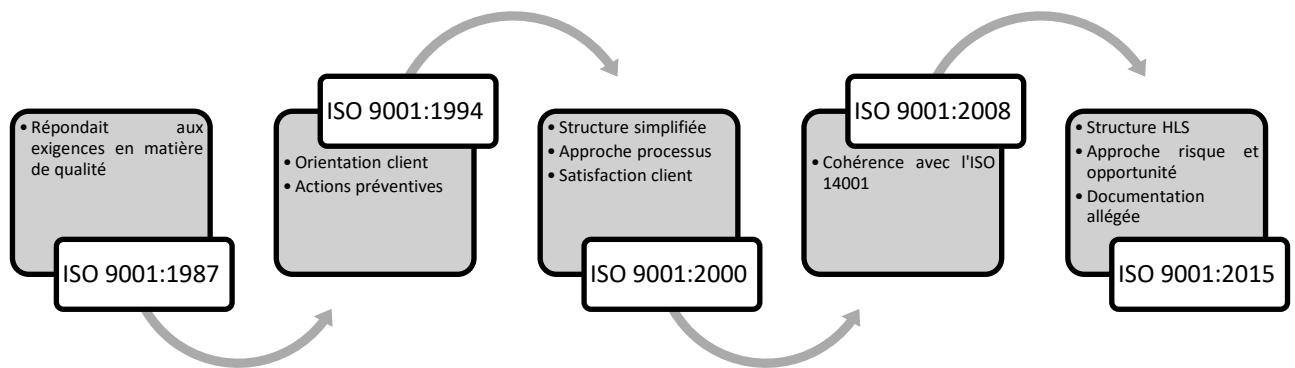 • Répondait aux
exigences en matière
de qualité
ISO 9001:1987
ISO 9001:1994
• Orientation client
• Actions préventives
• Structure simplifiée
• Approche processus
• Satisfaction client
ISO 9001:2000
ISO 9001:2008
• Cohérence avec l'ISO
14001
• Structure HLS
• Approche risque et
opportunité
• Documentation
allégée
ISO 9001:2015